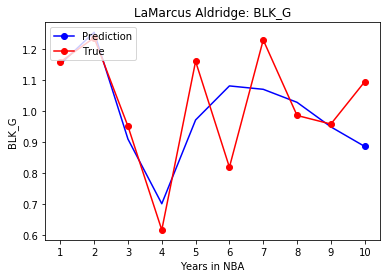 LaMarcus Aldridge: BLK_G
Prediction
True
1.2
1.1
1.0
0.9
0.8
0.7
0.6
BLK_G
1 2 3 4 5 6 7 8 9 10
Years in NBA